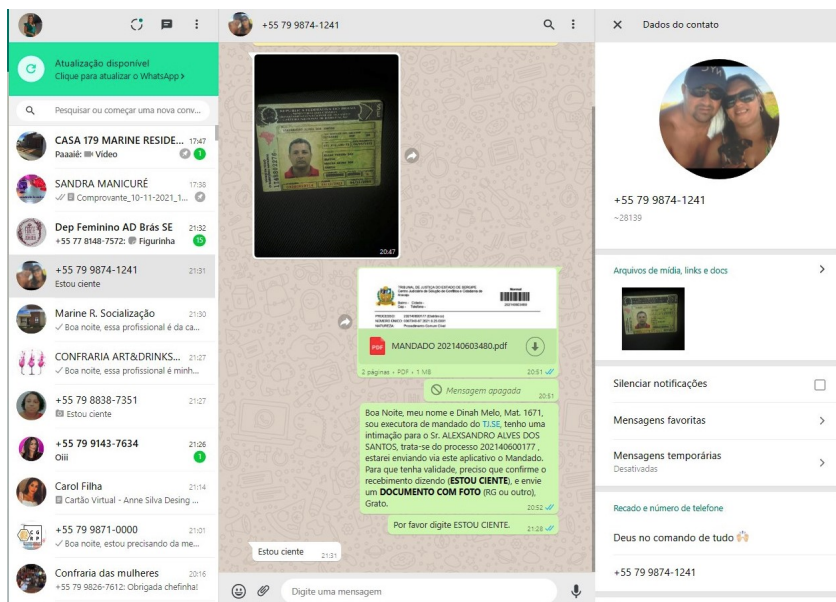 Atualização disponível
Clique para atualizar o WhatsApp >
Pesquisar ou começar uma nova conv...
CASA 179 MARINE RESIDE... 17:47
Paaaié: Vídeo 1
SANDRA MANICURÉ 17:38
Comprovante_10-11-2021_1...
Dep Feminino AD Brás SE 21:32
+55 77 8148-7572: Figurinha 15
+55 79 9874-1241 21:31
Estou ciente
Marine R. Socialização 21:30
Boa noite, essa profissional é da ca...
CONFRARIA ART&DRINKS... 21:27
Boa noite, essa profissional é minh...
+55 79 8838-7351 21:27
Estou ciente
+55 79 9143-7634 21:26
Oiii 1
Carol Filha 21:14
Cartão Virtual - Anne Silva Desing ...
+55 79 9871-0000 21:01
Boa noite, estou precisando da me...
Confraria das mulheres 20:16
+55 79 9826-7612: Obrigada chefinha!
+55 79 9874-1241
20:47
TRIBUNAL DE JUSTIÇA DO ESTADO DE SERGIPE
PDF MANDADO 202140603480.pdf
2 páginas • PDF • 1 MB 20:51
Mensagem apagada 20:51
Boa Noite, meu nome e Dinah Melo, Mat. 1671,
sou executora de mandado do TJ.SE, tenho uma
intimação para o Sr. ALEXSANDRO ALVES DOS
SANTOS, trata-se do processo 202140600177 ,
estarei enviando via este aplicativo o Mandado.
Para que tenha validade, preciso que confirme o
recebimento dizendo (ESTOU CIENTE), e envie
um DOCUMENTO COM FOTO (RG ou outro),
Grato.
20:52
Por favor digite ESTOU CIENTE. 21:28
Estou ciente 21:31
Digite uma mensagem
Dados do contato
+55 79 9874-1241
~28139
Arquivos de mídia, links e docs
Silenciar notificações
Mensagens favoritas
Mensagens temporárias
Desativadas
Recado e número de telefone
Deus no comando de tudo 🙌🏻
+55 79 9874-1241